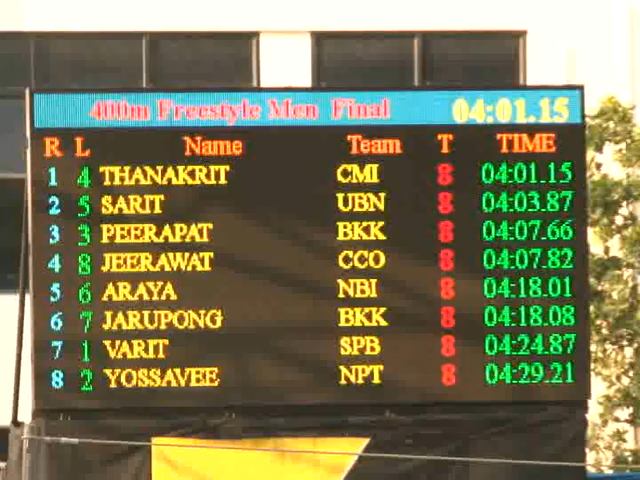 400m Freestyle Men Final 04:01.15
R L Name Team T TIME
1 4 THANAKRIT CMI 8 04:01.15
2 5 SARIT UBN 8 04:03.87
3 3 PEERAPAT BKK 8 04:07.66
4 8 JEERAWAT CCO 8 04:07.82
5 6 ARAYA NBI 8 04:18.01
6 7 JARUPONG BKK 8 04:18.08
7 1 VARIT SPB 8 04:24.87
8 2 YOSSAVEE NPT 8 04:29.21